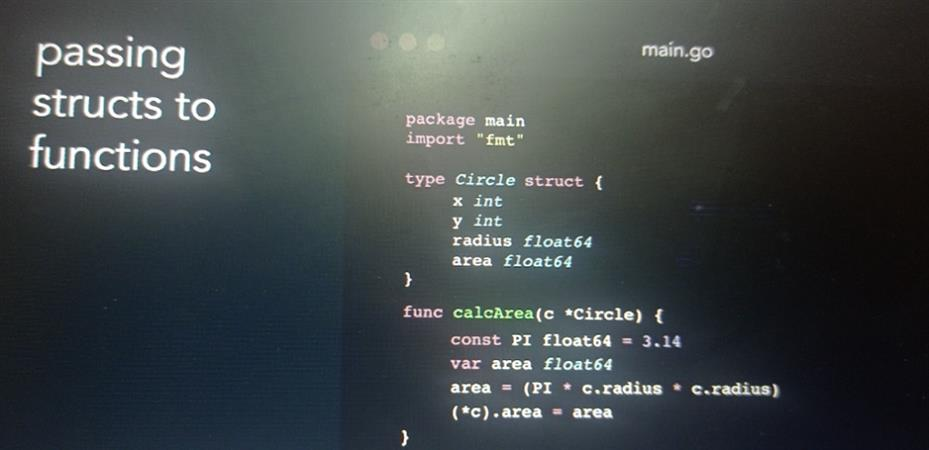 passing
structs to
functions
main.go
package main
import "fmt"
type Circle struct {
x int
y int
radius float64
area float64
}
func calcArea(c *Circle) {
const PI float64 = 3.14
var area float64
area = (PI * c.radius * c.radius)
(*c).area = area
}